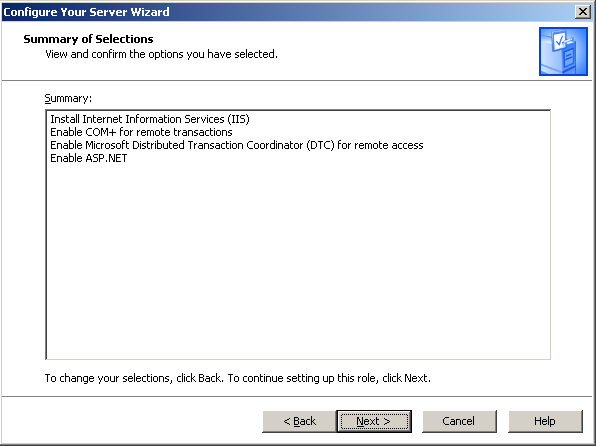 Configure Your Server Wizard
Summary of Selections
View and confirm the options you have selected.
Summary:
Install Internet Information Services (IIS)
Enable COM+ for remote transactions
Enable Microsoft Distributed Transaction Coordinator (DTC) for remote access
Enable ASP.NET
To change your selections, click Back. To continue setting up this role, click Next.
< Back
Next >
Cancel
Help